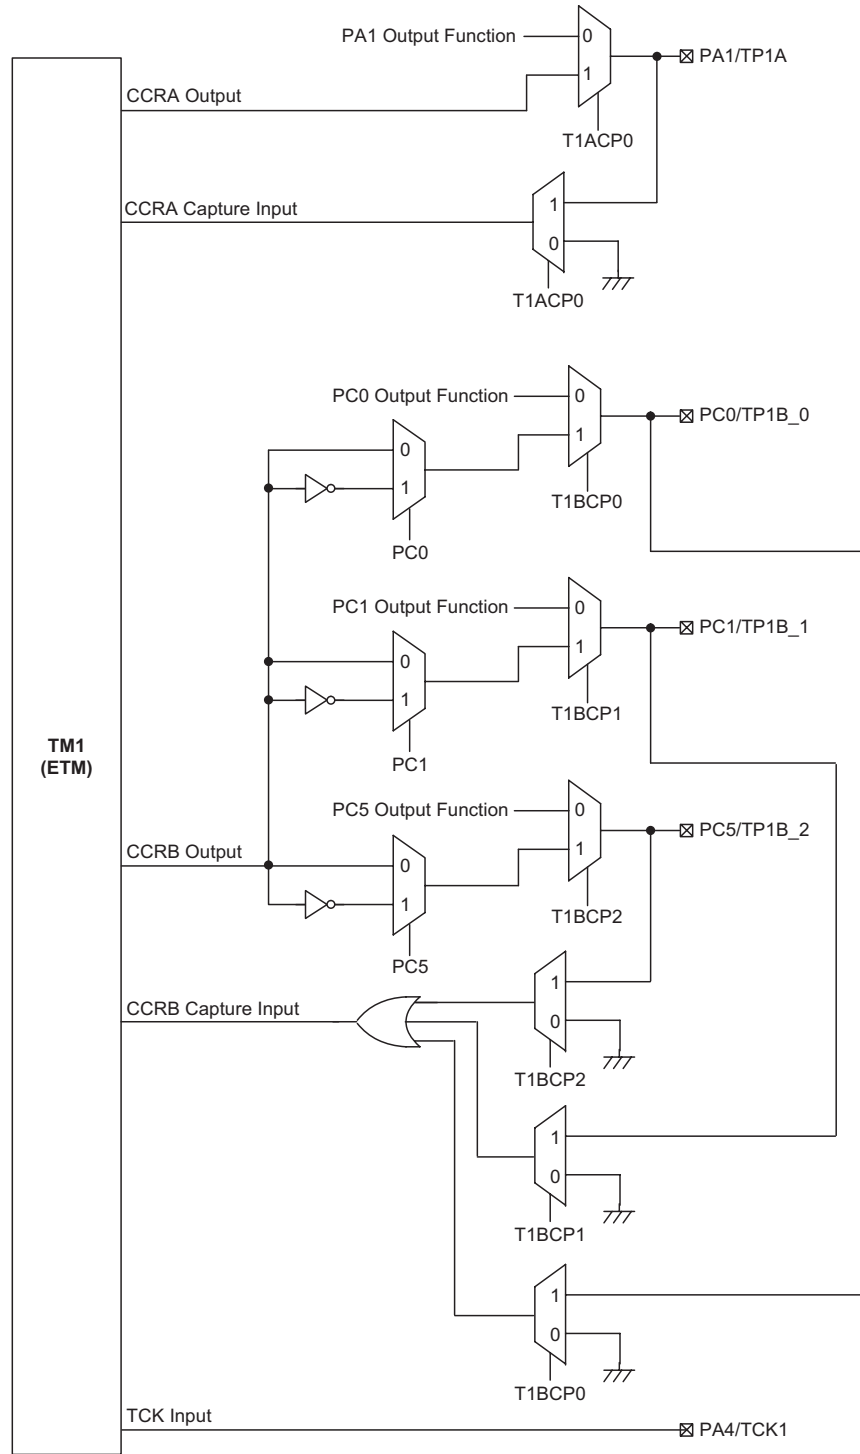 PA1 Output Function
0
1
PA1/TP1A
CCRA Output
T1ACP0
CCRA Capture Input
1
0
T1ACP0
PC0 Output Function
0
1
PC0/TP1B_0
0
1
T1BCP0
PC0
PC1 Output Function
0
1
PC1/TP1B_1
0
1
T1BCP1
PC1
TM1
(ETM)
PC5 Output Function
0
1
PC5/TP1B_2
CCRB Output
0
1
T1BCP2
PC5
CCRB Capture Input
1
0
T1BCP2
1
0
T1BCP1
1
0
T1BCP0
TCK Input
PA4/TCK1